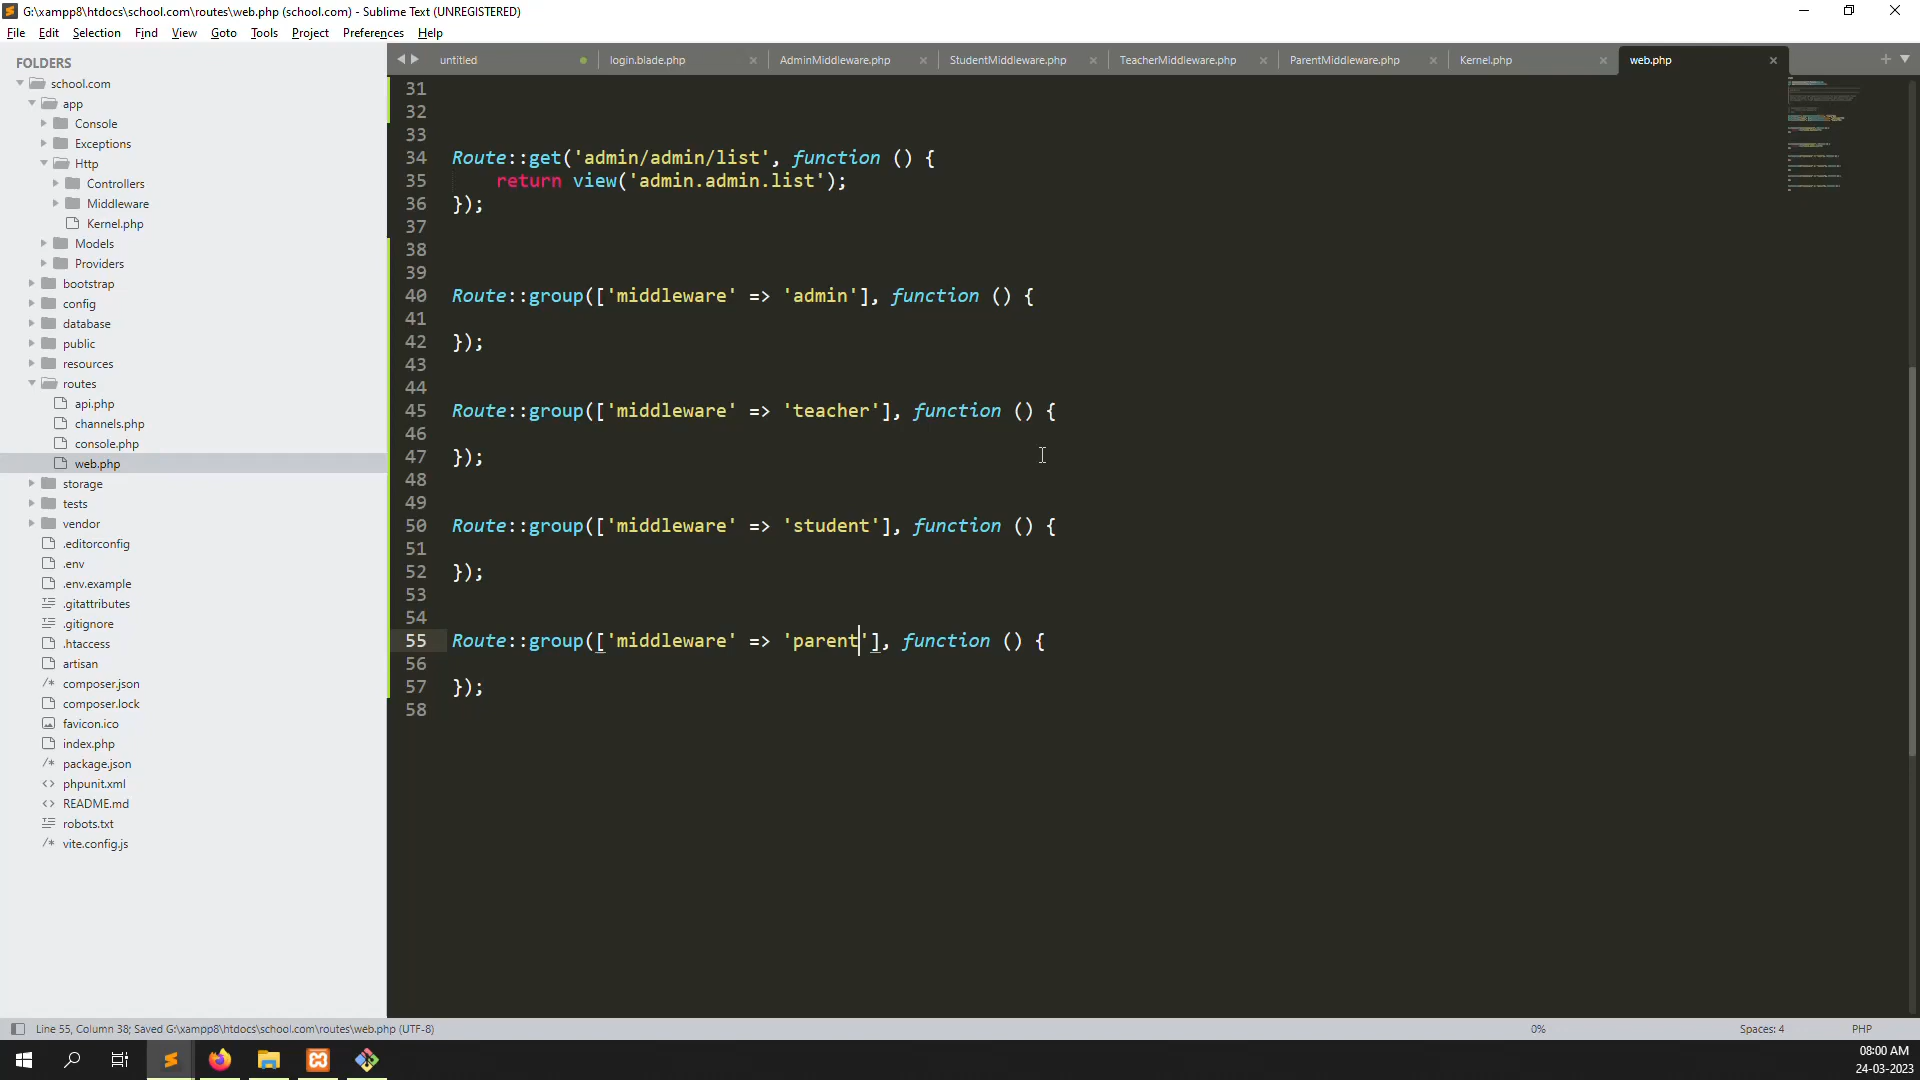 G:\xampp8\htdocs\school.com\routes\web.php (school.com) - Sublime Text (UNREGISTERED)
File Edit Selection Find View Goto Tools Project Preferences Help
FOLDERS
school.com
app
Console
Exceptions
Http
Controllers
Middleware
Kernel.php
Models
Providers
bootstrap
config
database
public
resources
routes
api.php
channels.php
console.php
web.php
storage
tests
vendor
.editorconfig
.env
.env.example
.gitattributes
.gitignore
.htaccess
artisan
composer.json
composer.lock
favicon.ico
index.php
package.json
phpunit.xml
README.md
robots.txt
vite.config.js
untitled login.blade.php AdminMiddleware.php StudentMiddleware.php TeacherMiddleware.php ParentMiddleware.php Kernel.php web.php
31
32
33
34 Route::get('admin/admin/list', function () {
35 return view('admin.admin.list');
36 });
37
38
39
40 Route::group(['middleware' => 'admin'], function () {
41
42 });
43
44
45 Route::group(['middleware' => 'teacher'], function () {
46
47 });
48
49
50 Route::group(['middleware' => 'student'], function () {
51
52 });
53
54
55 Route::group(['middleware' => 'parent'], function () {
56
57 });
58
Line 55, Column 38; Saved G:\xampp8\htdocs\school.com\routes\web.php (UTF-8) 0% Spaces: 4 PHP
08:00 AM
24-03-2023